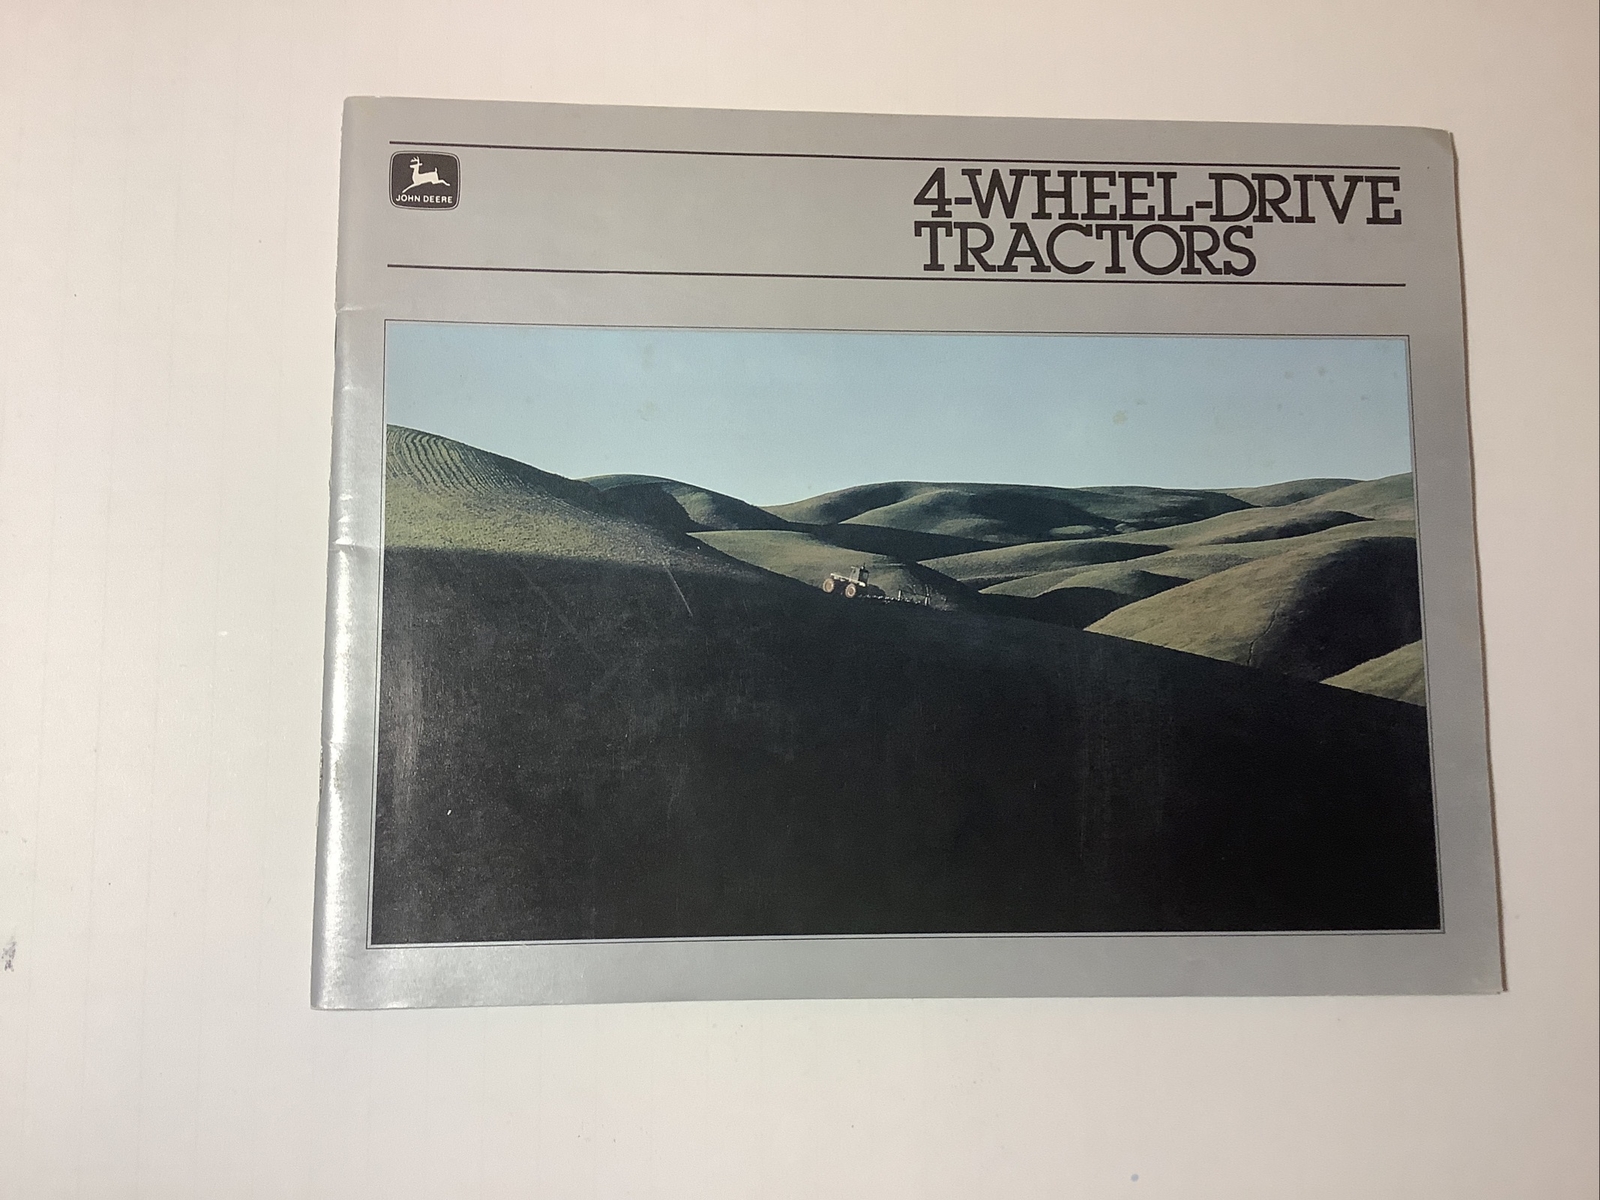 JOHN DEERE
4-WHEEL-DRIVE
TRACTORS